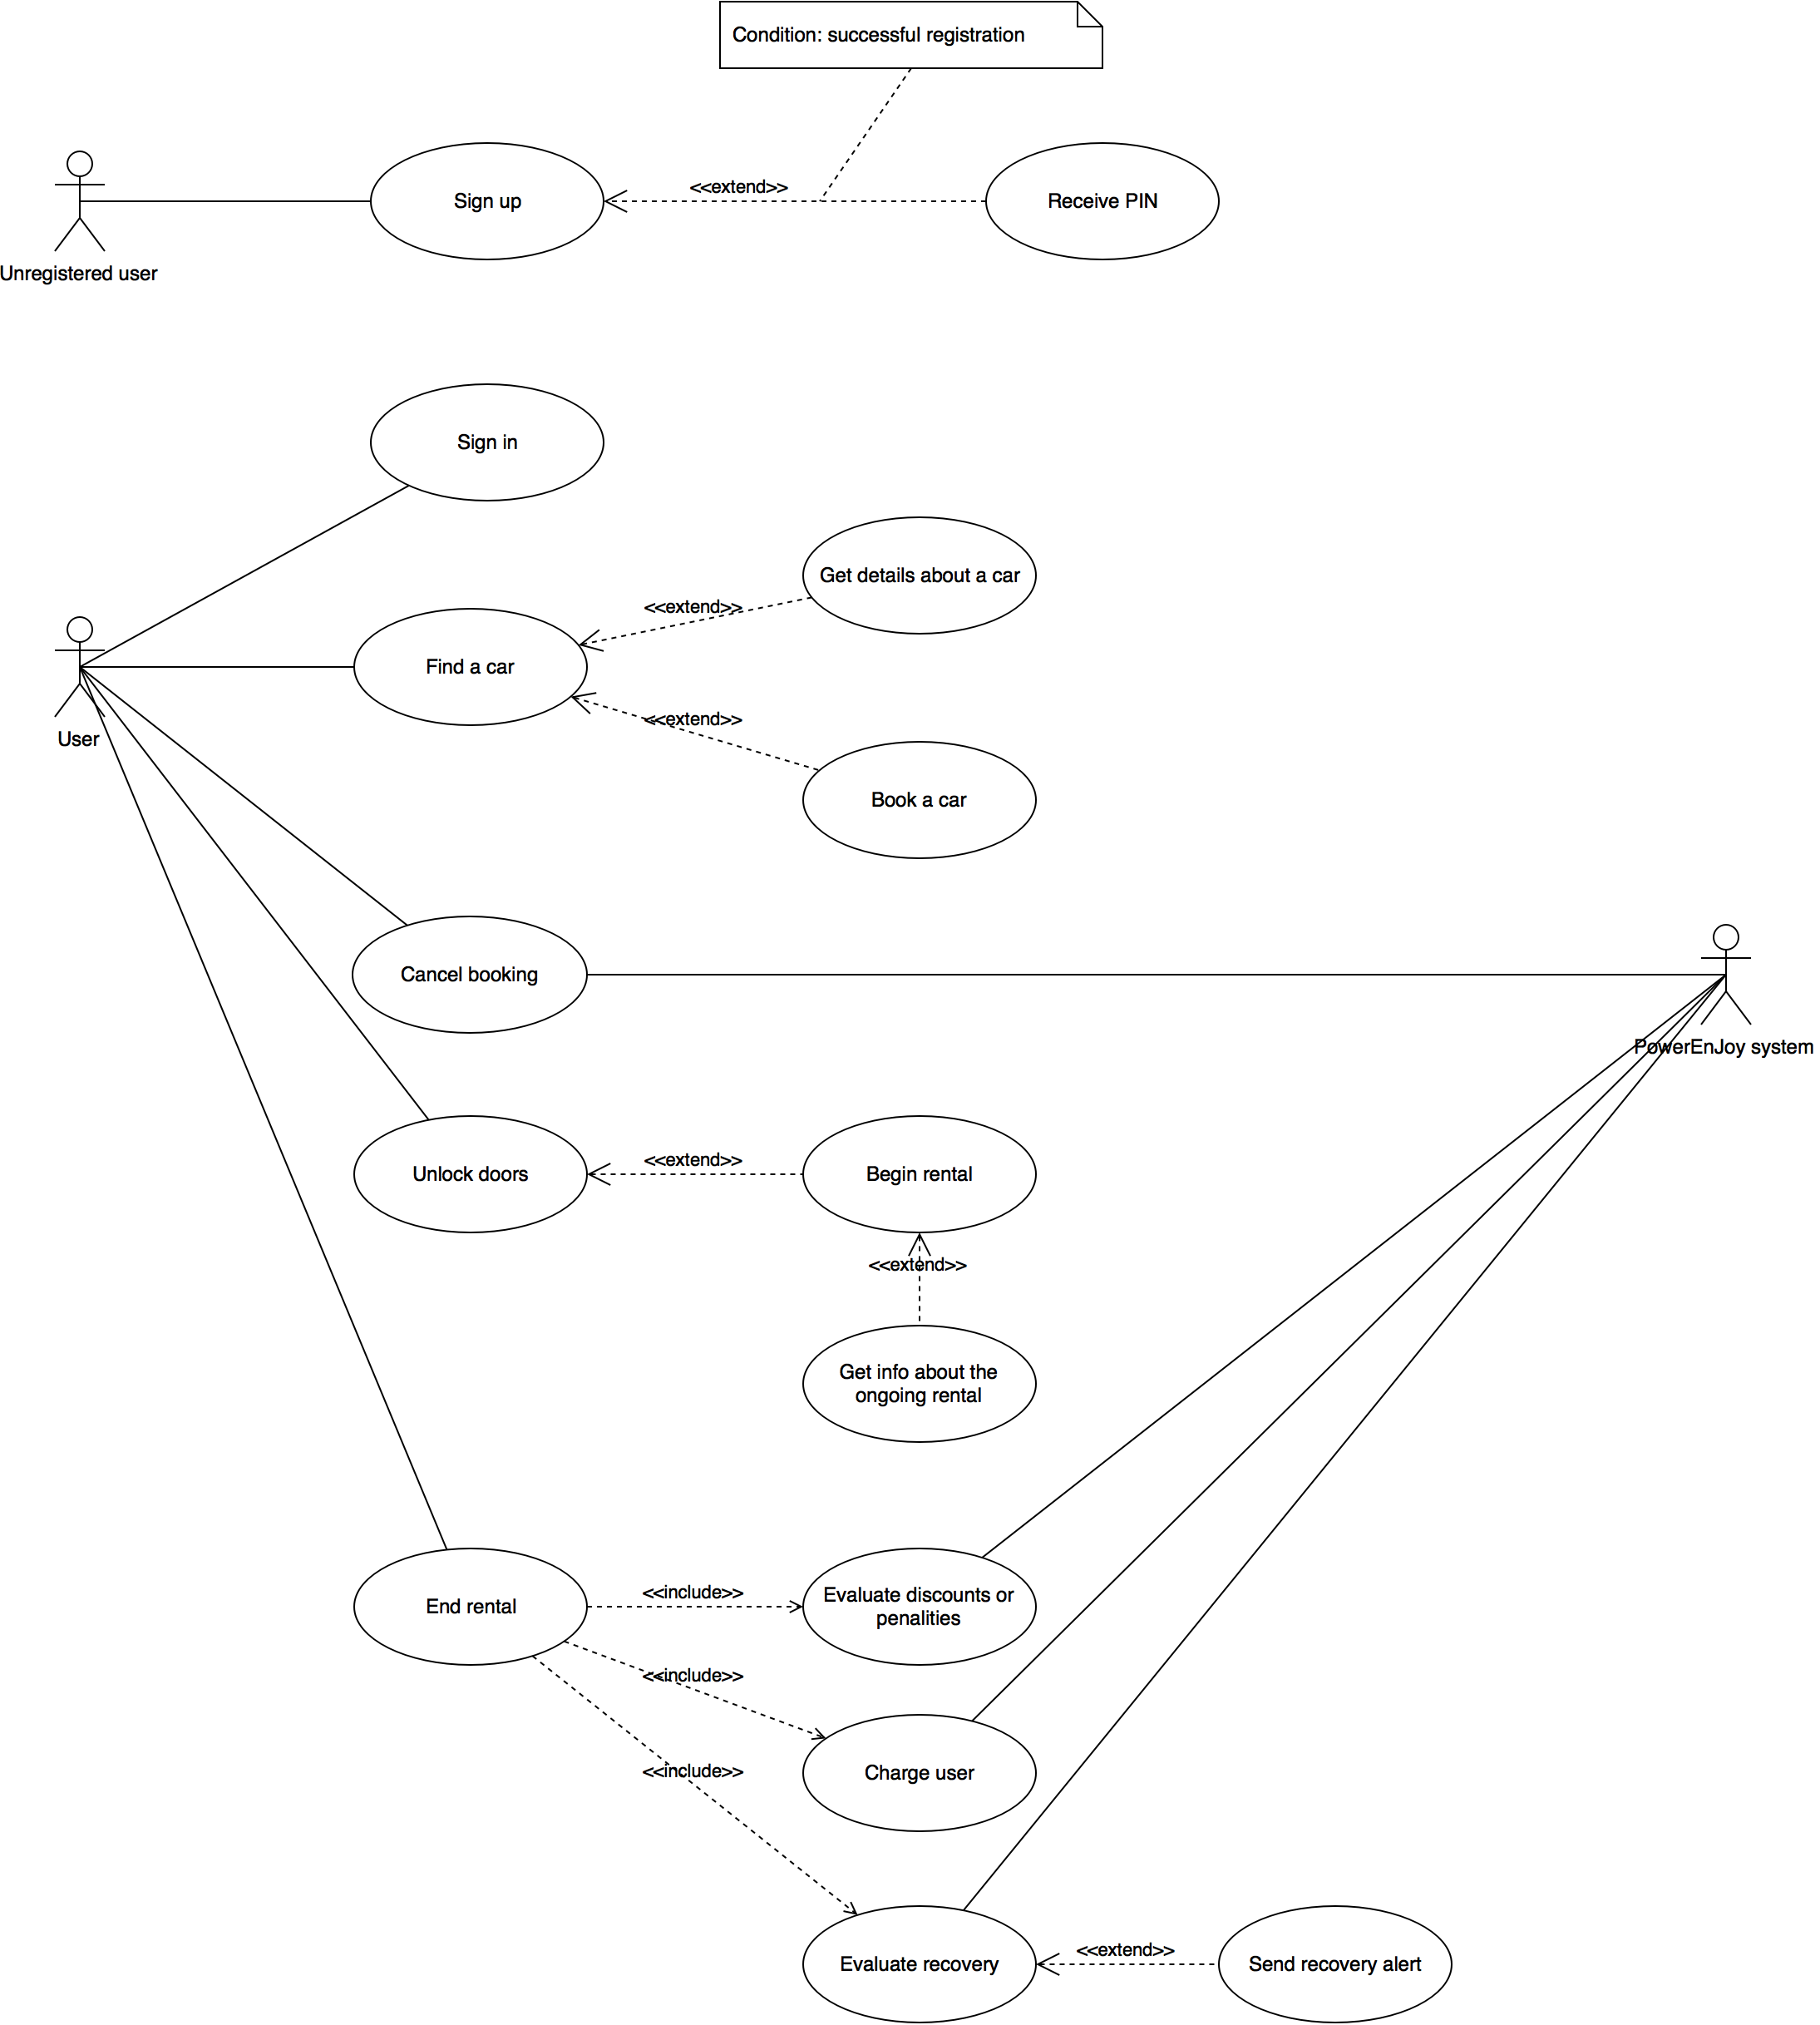 Condition: successful registration
<<extend>>
Sign up
Receive PIN
Unregistered user
Sign in
Get details about a car
<<extend>>
Find a car
<<extend>>
User
Book a car
Cancel booking
PowerEnJoy system
<<extend>>
Unlock doors
Begin rental
<<extend>>
Get info about the
ongoing rental
<<include>>
End rental
Evaluate discounts or
penalities
<<include>>
<<include>>
Charge user
<<extend>>
Evaluate recovery
Send recovery alert